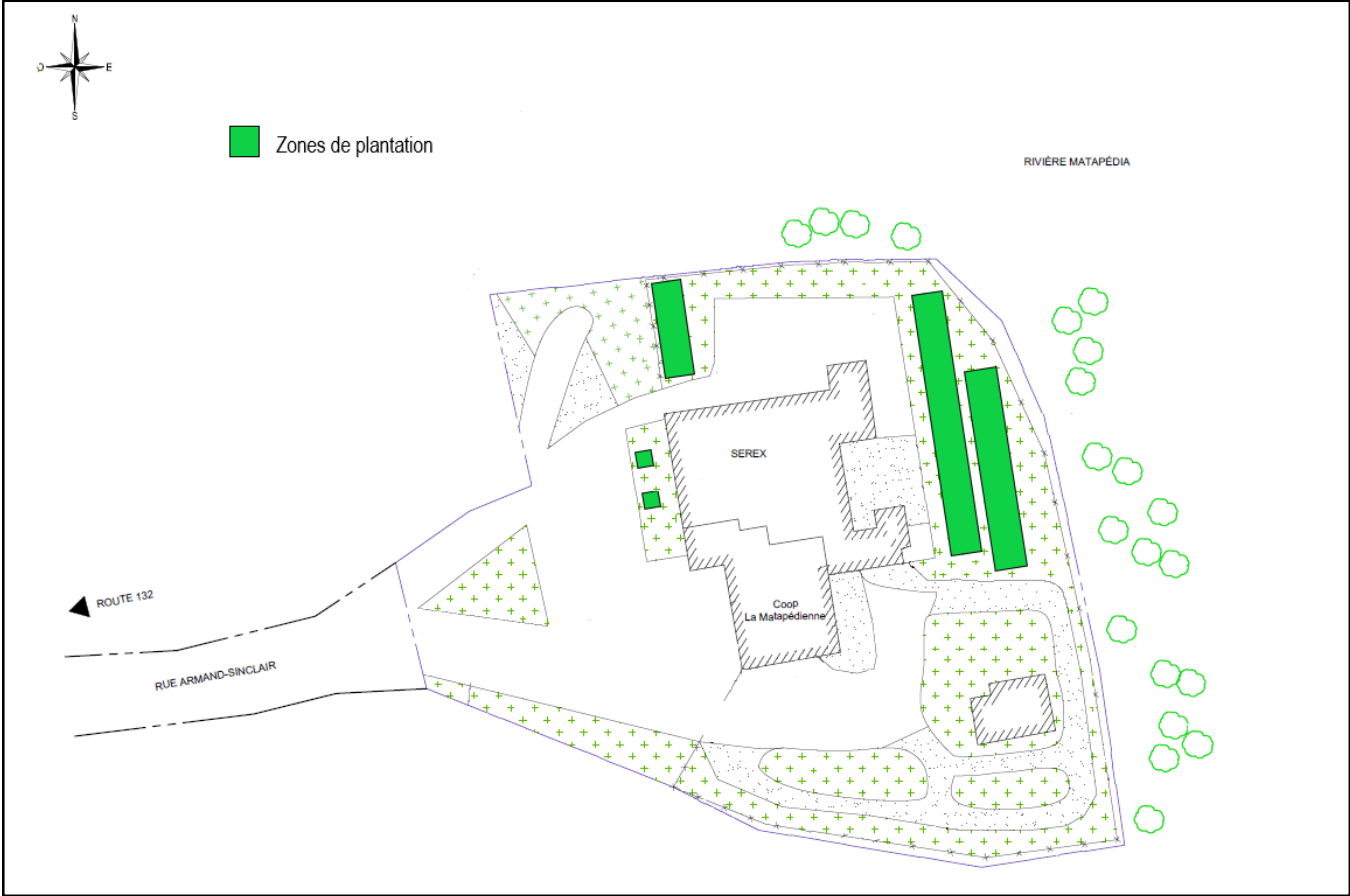 N
O
E
S
Zones de plantation
RIVIÈRE MATAPÉDIA
SEREX
ROUTE 132
Coop
La Matapédienne
RUE ARMAND-SINCLAIR